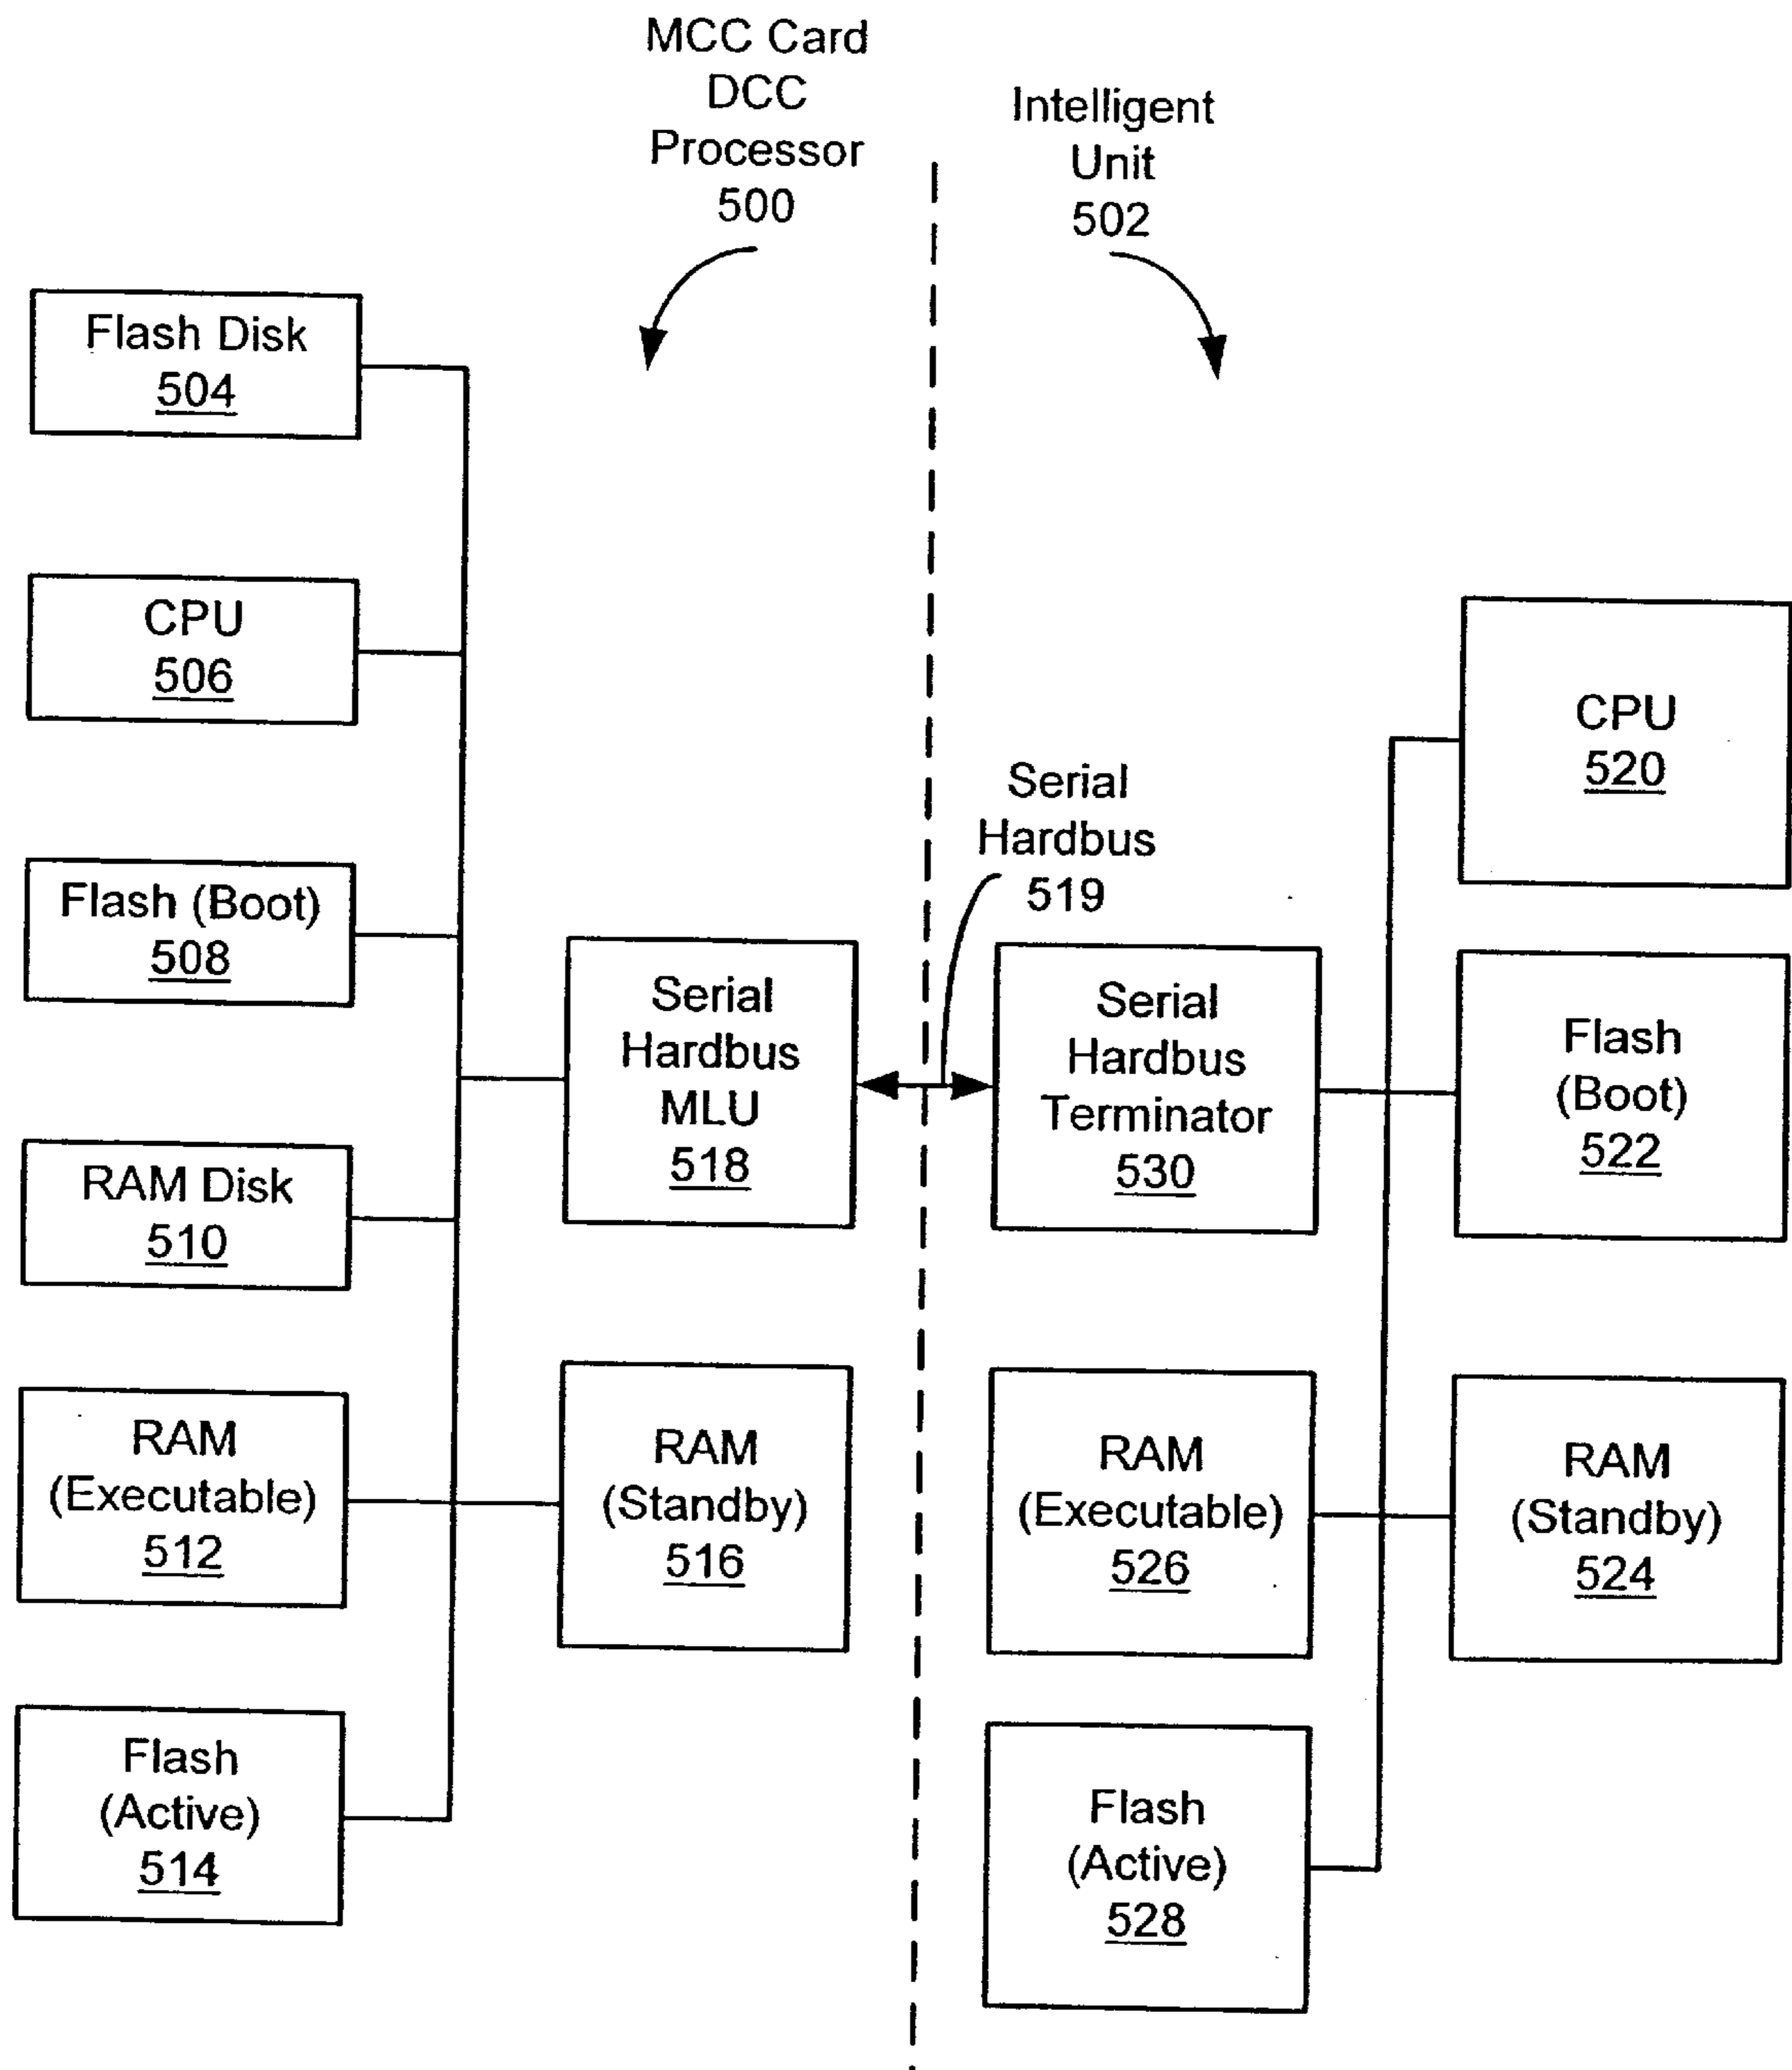 MCC Card
DCC
Processor
500
Intelligent
Unit
502
Flash Disk
504
CPU
506
Flash (Boot)
508
RAM Disk
510
RAM
(Executable)
512
Flash
(Active)
514
Serial
Hardbus
MLU
518
RAM
(Standby)
516
Serial
Hardbus
519
Serial
Hardbus
Terminator
530
CPU
520
Flash
(Boot)
522
RAM
(Executable)
526
RAM
(Standby)
524
Flash
(Active)
528